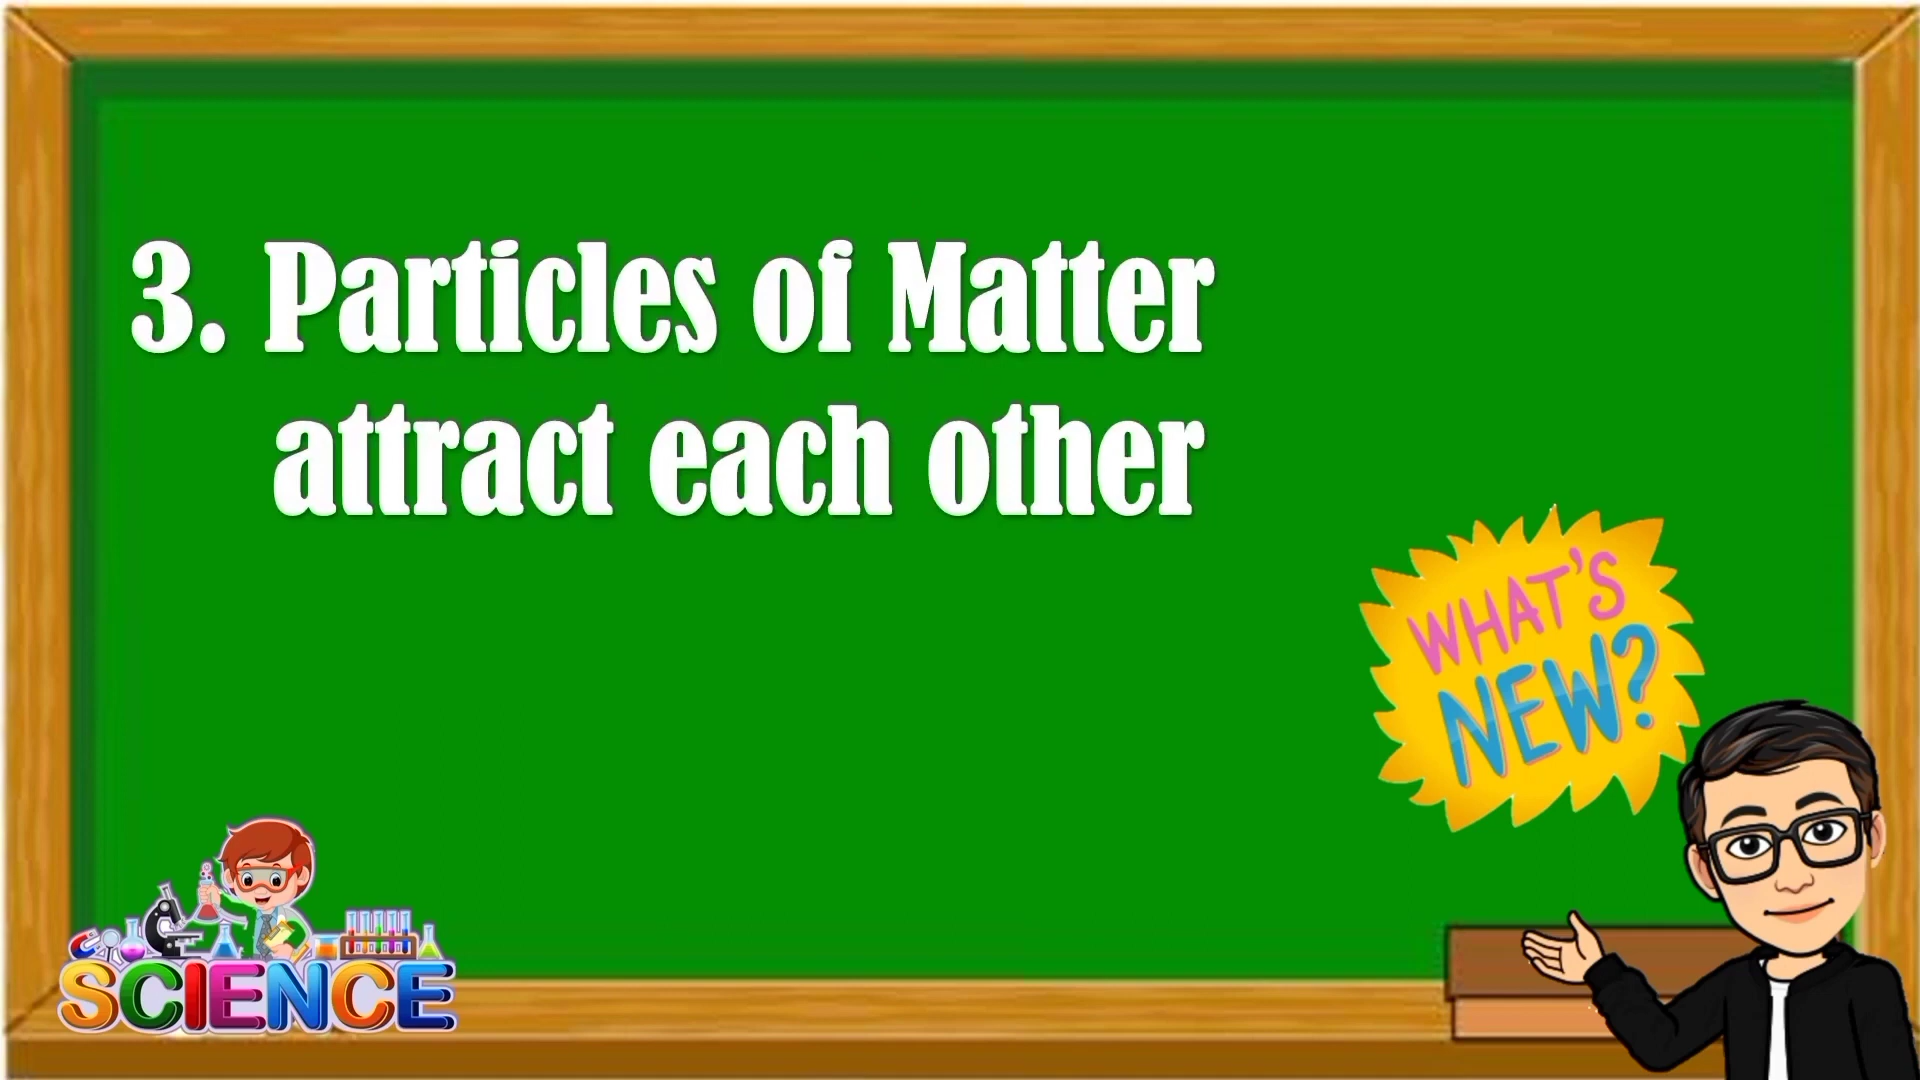 3. Particles of Matter
attract each other
WHAT'S
NEW?
SCIENCE